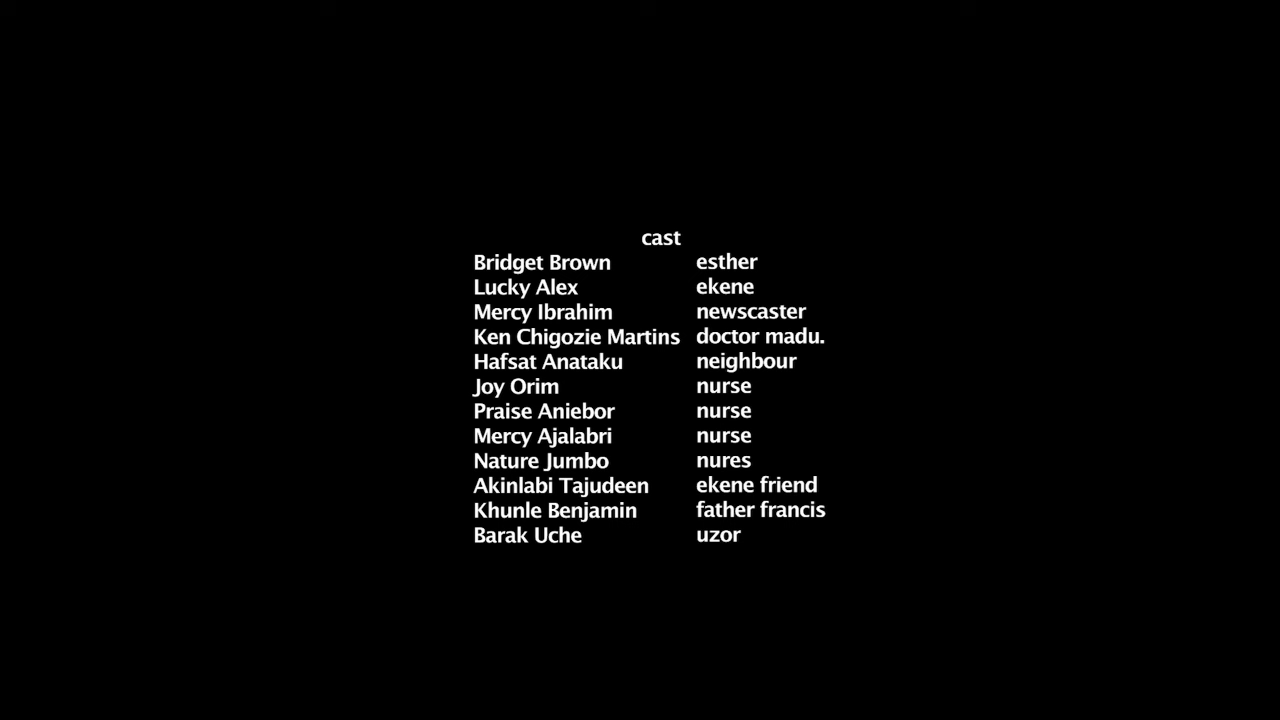 cast
Bridget Brown esther
Lucky Alex ekene
Mercy Ibrahim newscaster
Ken Chigozie Martins doctor madu.
Hafsat Anataku neighbour
Joy Orim nurse
Praise Aniebor nurse
Mercy Ajalabri nurse
Nature Jumbo nures
Akinlabi Tajudeen ekene friend
Khunle Benjamin father francis
Barak Uche uzor